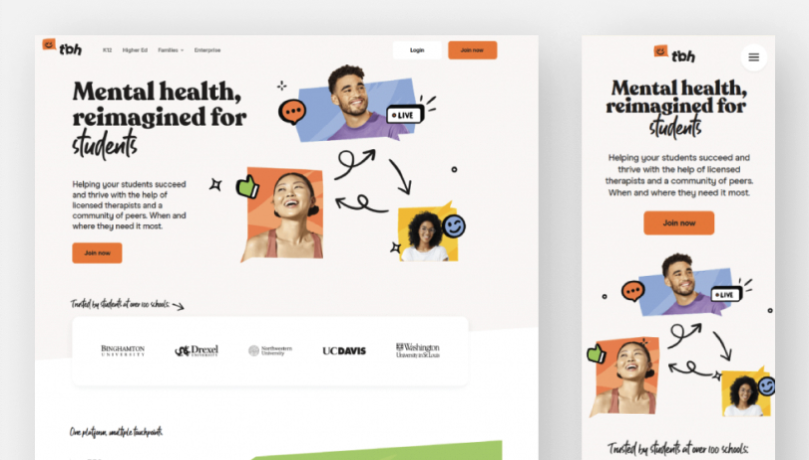 tbh
K12 Higher Ed Families Enterprise
Login
Join now
Mental health,
reimagined for
students
LIVE
Helping your students succeed
and thrive with the help of
licensed therapists and a
community of peers. When and
where they need it most.
Join now
Trusted by students at over 100 schools:
BINGHAMTON
UNIVERSITY
Drexel
UNIVERSITY
Northwestern
University
UCDAVIS
Washington
University in St. Louis
One platform, multiple touchpoints.
tbh
Mental health,
reimagined for
students
Helping your students succeed and
thrive with the help of licensed
therapists and a community of peers.
When and where they need it most.
Join now
LIVE
Trusted by students at over 100 schools: